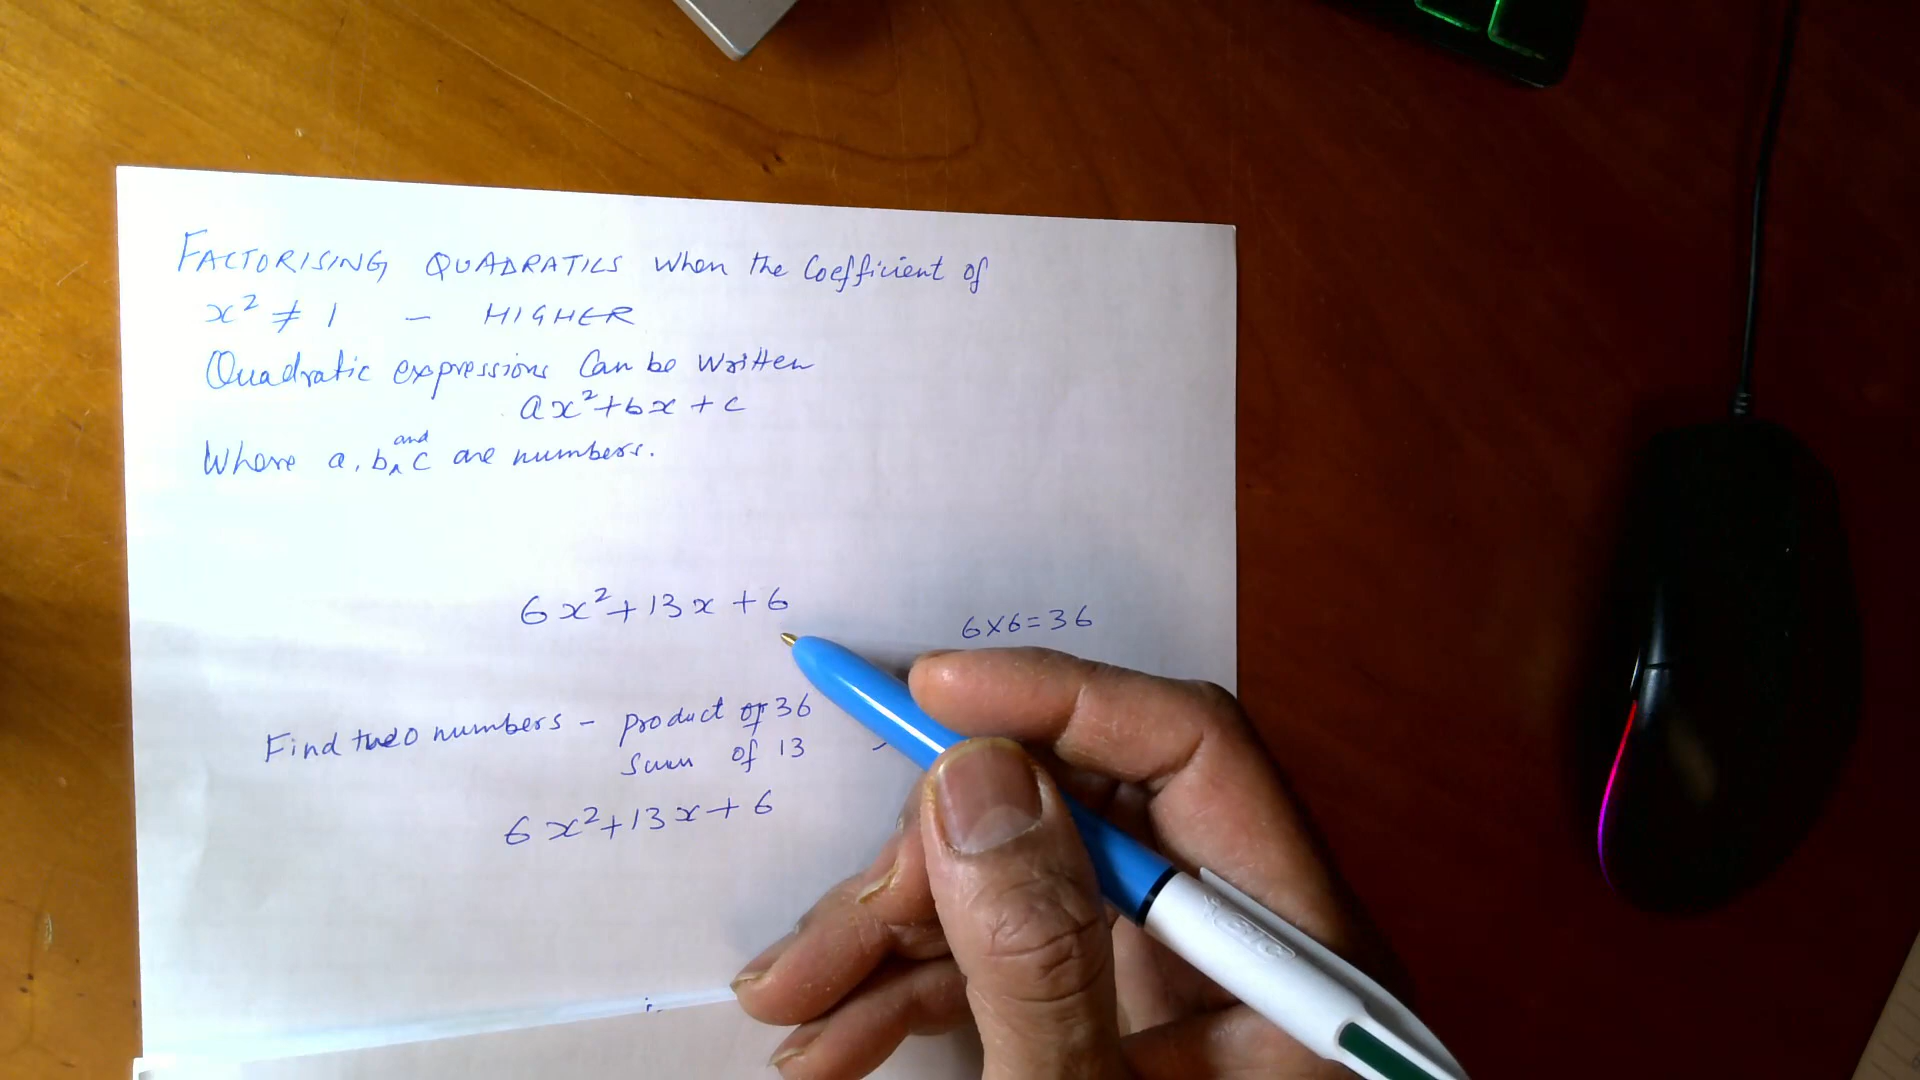 FACTORISING QUADRATICS when the Coefficient of
x² ≠ 1 – HIGHER
Quadratic expressions Can be written
ax²+bx+c
Where a, b and c are numbers.
6x²+13x+6
6×6=36
Find two numbers – product of 36
Sum of 13
6x²+13x+6
BIC